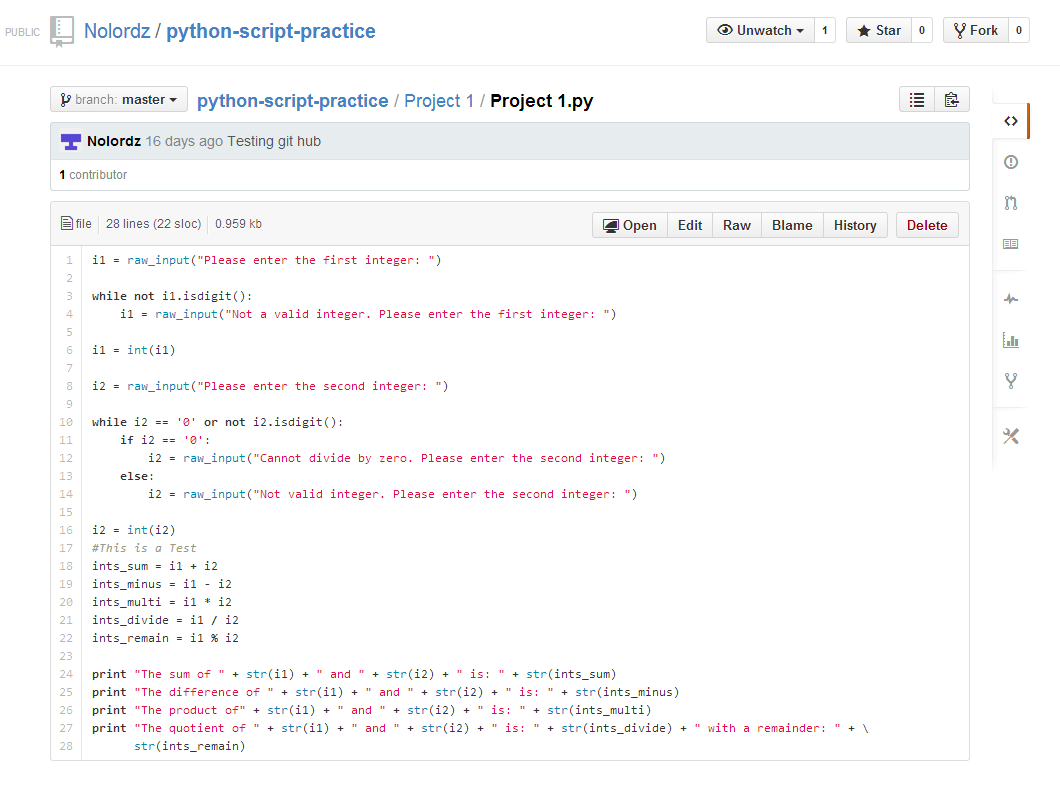 PUBLIC Nolordz / python-script-practice Unwatch 1 Star 0 Fork 0
branch: master python-script-practice / Project 1 / Project 1.py
Nolordz 16 days ago Testing git hub
1 contributor
file 28 lines (22 sloc) 0.959 kb Open Edit Raw Blame History Delete
1 i1 = raw_input("Please enter the first integer: ")
2
3 while not i1.isdigit():
4     i1 = raw_input("Not a valid integer. Please enter the first integer: ")
5
6 i1 = int(i1)
7
8 i2 = raw_input("Please enter the second integer: ")
9
10 while i2 == '0' or not i2.isdigit():
11     if i2 == '0':
12         i2 = raw_input("Cannot divide by zero. Please enter the second integer: ")
13     else:
14         i2 = raw_input("Not valid integer. Please enter the second integer: ")
15
16 i2 = int(i2)
17 #This is a Test
18 ints_sum = i1 + i2
19 ints_minus = i1 - i2
20 ints_multi = i1 * i2
21 ints_divide = i1 / i2
22 ints_remain = i1 % i2
23
24 print "The sum of " + str(i1) + " and " + str(i2) + " is: " + str(ints_sum)
25 print "The difference of " + str(i1) + " and " + str(i2) + " is: " + str(ints_minus)
26 print "The product of" + str(i1) + " and " + str(i2) + " is: " + str(ints_multi)
27 print "The quotient of " + str(i1) + " and " + str(i2) + " is: " + str(ints_divide) + " with a remainder: " + \
28       str(ints_remain)